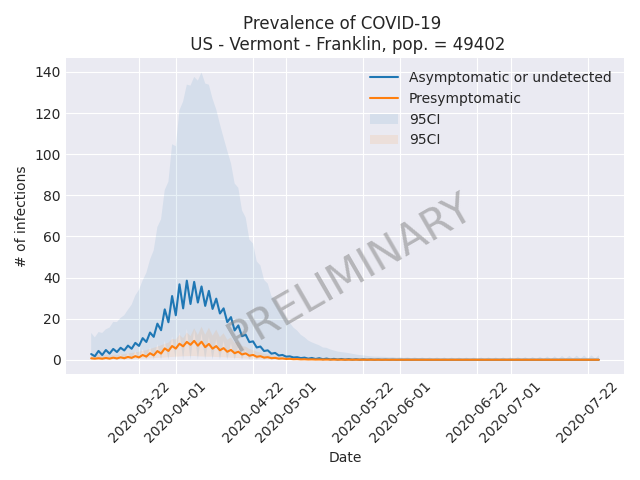 Prevalence of COVID-19
US - Vermont - Franklin, pop. = 49402
140
120
100
80
60
40
20
0
# of infections
Asymptomatic or undetected
Presymptomatic
95CI
95CI
PRELIMINARY
2020-03-22
2020-04-01
2020-04-22
2020-05-01
2020-05-22
2020-06-01
2020-06-22
2020-07-01
2020-07-22
Date